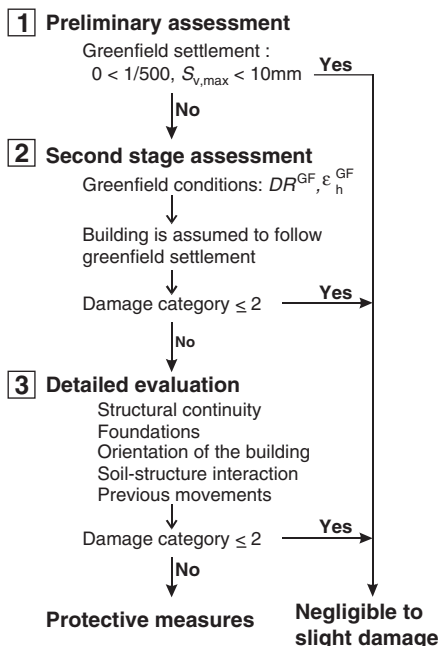 1 Preliminary assessment
Greenfield settlement :
0 < 1/500, Sv,max < 10mm
Yes
No
2 Second stage assessment
Greenfield conditions: DR^GF, ε_h^GF
Building is assumed to follow
greenfield settlement
Damage category ≤ 2
Yes
No
3 Detailed evaluation
Structural continuity
Foundations
Orientation of the building
Soil-structure interaction
Previous movements
Damage category ≤ 2
Yes
No
Protective measures
Negligible to
slight damage